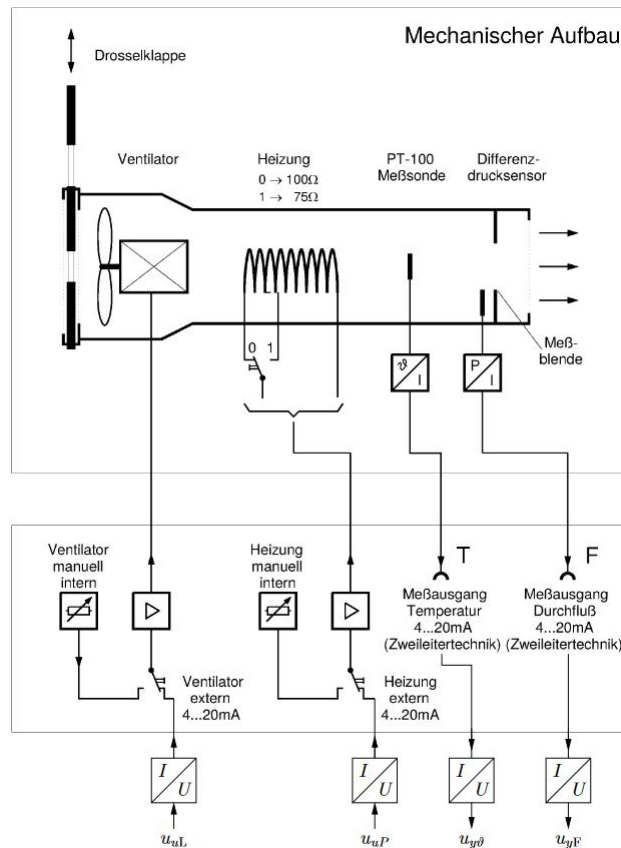 Mechanischer Aufbau
Drosselklappe
Ventilator
Heizung
0 → 100Ω
1 → 75Ω
PT-100
Meßsonde
Differenz-
drucksensor
0 1
ϑ
I
P
I
Meß-
blende
Ventilator
manuell
intern
Heizung
manuell
intern
T
F
Meßausgang
Temperatur
4...20mA
(Zweileitertechnik)
Meßausgang
Durchfluß
4...20mA
(Zweileitertechnik)
Ventilator
extern
4...20mA
Heizung
extern
4...20mA
I
U
I
U
I
U
I
U
u_uL
u_uP
u_yϑ
u_yF